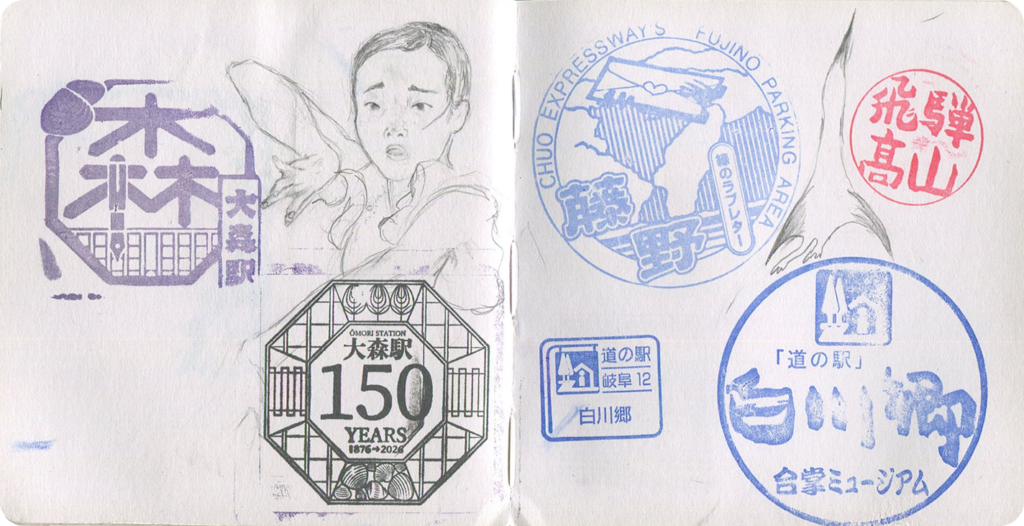 森
大森駅
ŌMORI STATION
大森駅
150
YEARS
1876→2026
CHUO EXPRESSWAY'S FUJINO PARKING AREA
緑のラブレター
藤野
飛騨
高山
道の駅
岐阜 12
白川郷
「道の駅」
白川郷
合掌ミュージアム